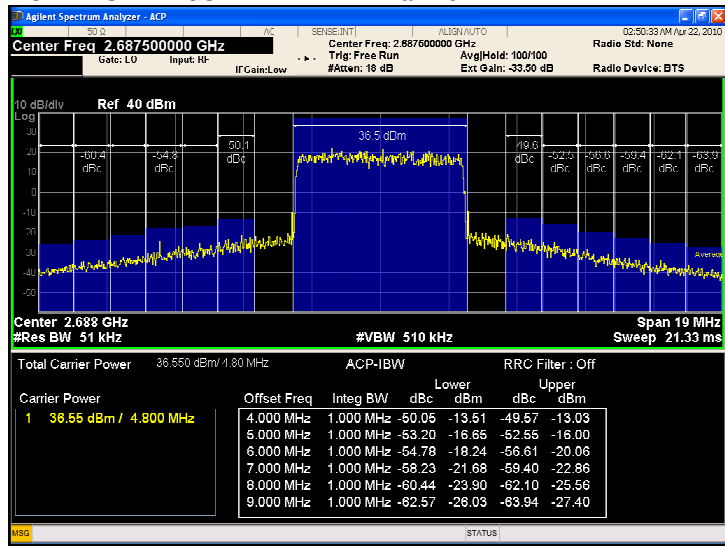 Agilent Spectrum Analyzer - ACP
LXI 50 Ω AC SENSE:INT ALIGN AUTO 02:50:33 AM Apr 22, 2010
Center Freq 2.687500000 GHz Center Freq: 2.687500000 GHz Radio Std: None
Gate: LO Input: RF Trig: Free Run Avg|Hold: 100/100
IFGain:Low #Atten: 18 dB Ext Gain: -33.50 dB Radio Device: BTS
10 dB/div Ref 40 dBm
Log
30
20
10
0
-10
-20
-30
-40
-50
-60.4 dBc
-54.8 dBc
50.1 dBc
36.5 dBm
49.6 dBc
-52.5 dBc
-56.6 dBc
-59.4 dBc
-62.1 dBc
-63.9 dBc
Average
Center 2.688 GHz Span 19 MHz
#Res BW 51 kHz #VBW 510 kHz Sweep 21.33 ms
Total Carrier Power 36.550 dBm/ 4.80 MHz ACP-IBW RRC Filter : Off
Lower Upper
Carrier Power Offset Freq Integ BW dBc dBm dBc dBm
1 36.55 dBm / 4.800 MHz 4.000 MHz 1.000 MHz -50.05 -13.51 -49.57 -13.03
5.000 MHz 1.000 MHz -53.20 -16.65 -52.55 -16.00
6.000 MHz 1.000 MHz -54.78 -18.24 -56.61 -20.06
7.000 MHz 1.000 MHz -58.23 -21.68 -59.40 -22.86
8.000 MHz 1.000 MHz -60.44 -23.90 -62.10 -25.56
9.000 MHz 1.000 MHz -62.57 -26.03 -63.94 -27.40
MSG STATUS